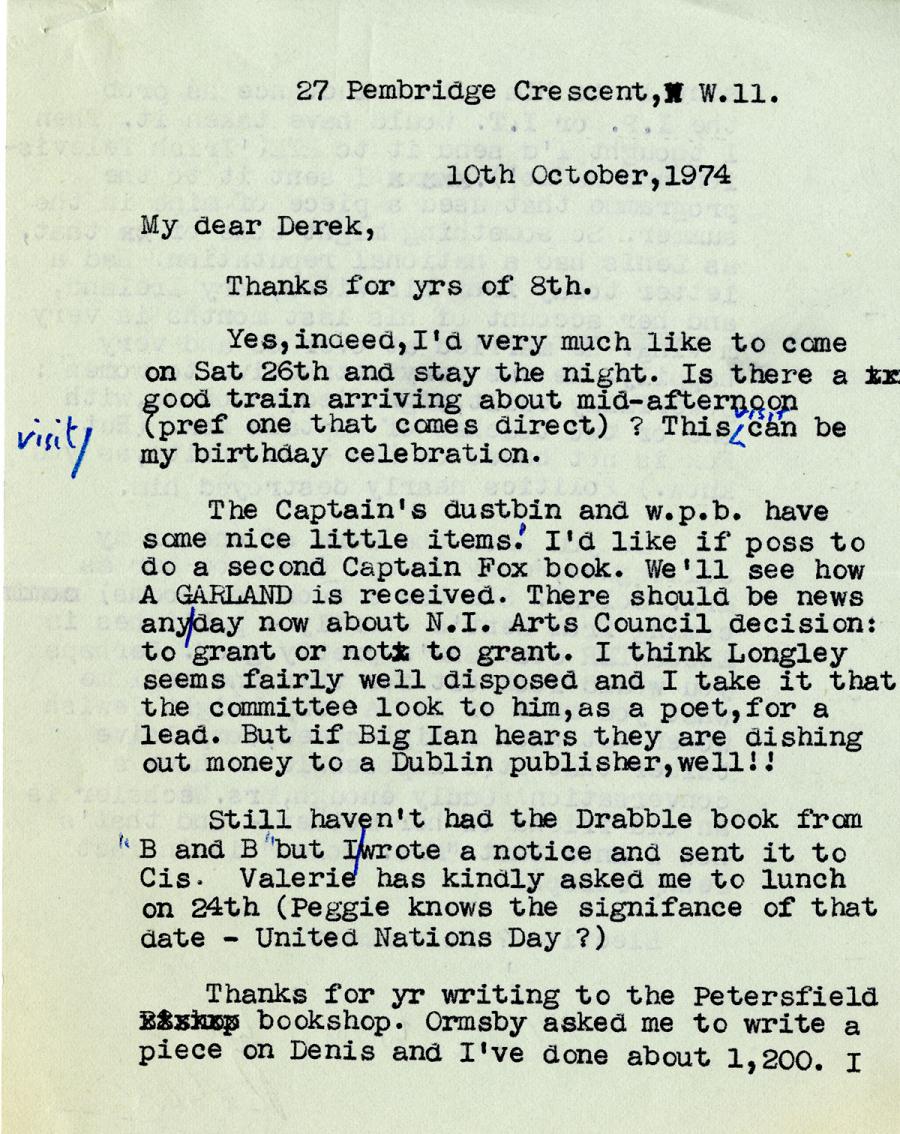 27 Pembridge Crescent, W.11.
10th October,1974
My dear Derek,
Thanks for yrs of 8th.
Yes,indeed,I'd very much like to come
on Sat 26th and stay the night. Is there a
good train arriving about mid-afternoon
visit
(pref one that comes direct) ? This can be
visit/
my birthday celebration.
The Captain's dustbin and w.p.b. have
some nice little items! I'd like if poss to
do a second Captain Fox book. We'll see how
A GARLAND is received. There should be news
any/day now about N.I. Arts Council decision:
to grant or not to grant. I think Longley
seems fairly well disposed and I take it that
the committee look to him,as a poet,for a
lead. But if Big Ian hears they are dishing
out money to a Dublin publisher,well!!
Still haven't had the Drabble book from
"B and B" but I/wrote a notice and sent it to
Cis. Valerie has kindly asked me to lunch
on 24th (Peggie knows the signifance of that
date - United Nations Day ?)
Thanks for yr writing to the Petersfield
bookshop. Ormsby asked me to write a
piece on Denis and I've done about 1,200. I